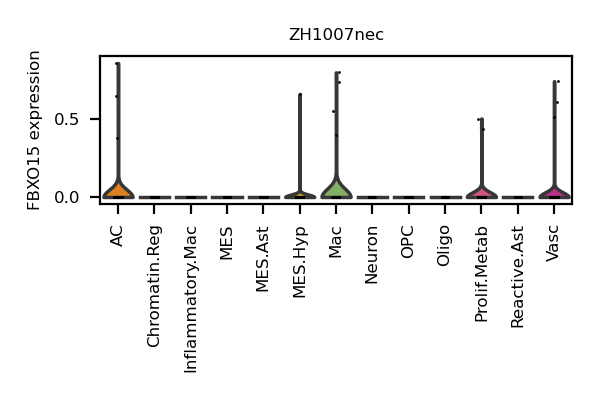 ZH1007nec
FBXO15 expression
0.5
0.0
AC
Chromatin.Reg
Inflammatory.Mac
MES
MES.Ast
MES.Hyp
Mac
Neuron
OPC
Oligo
Prolif.Metab
Reactive.Ast
Vasc